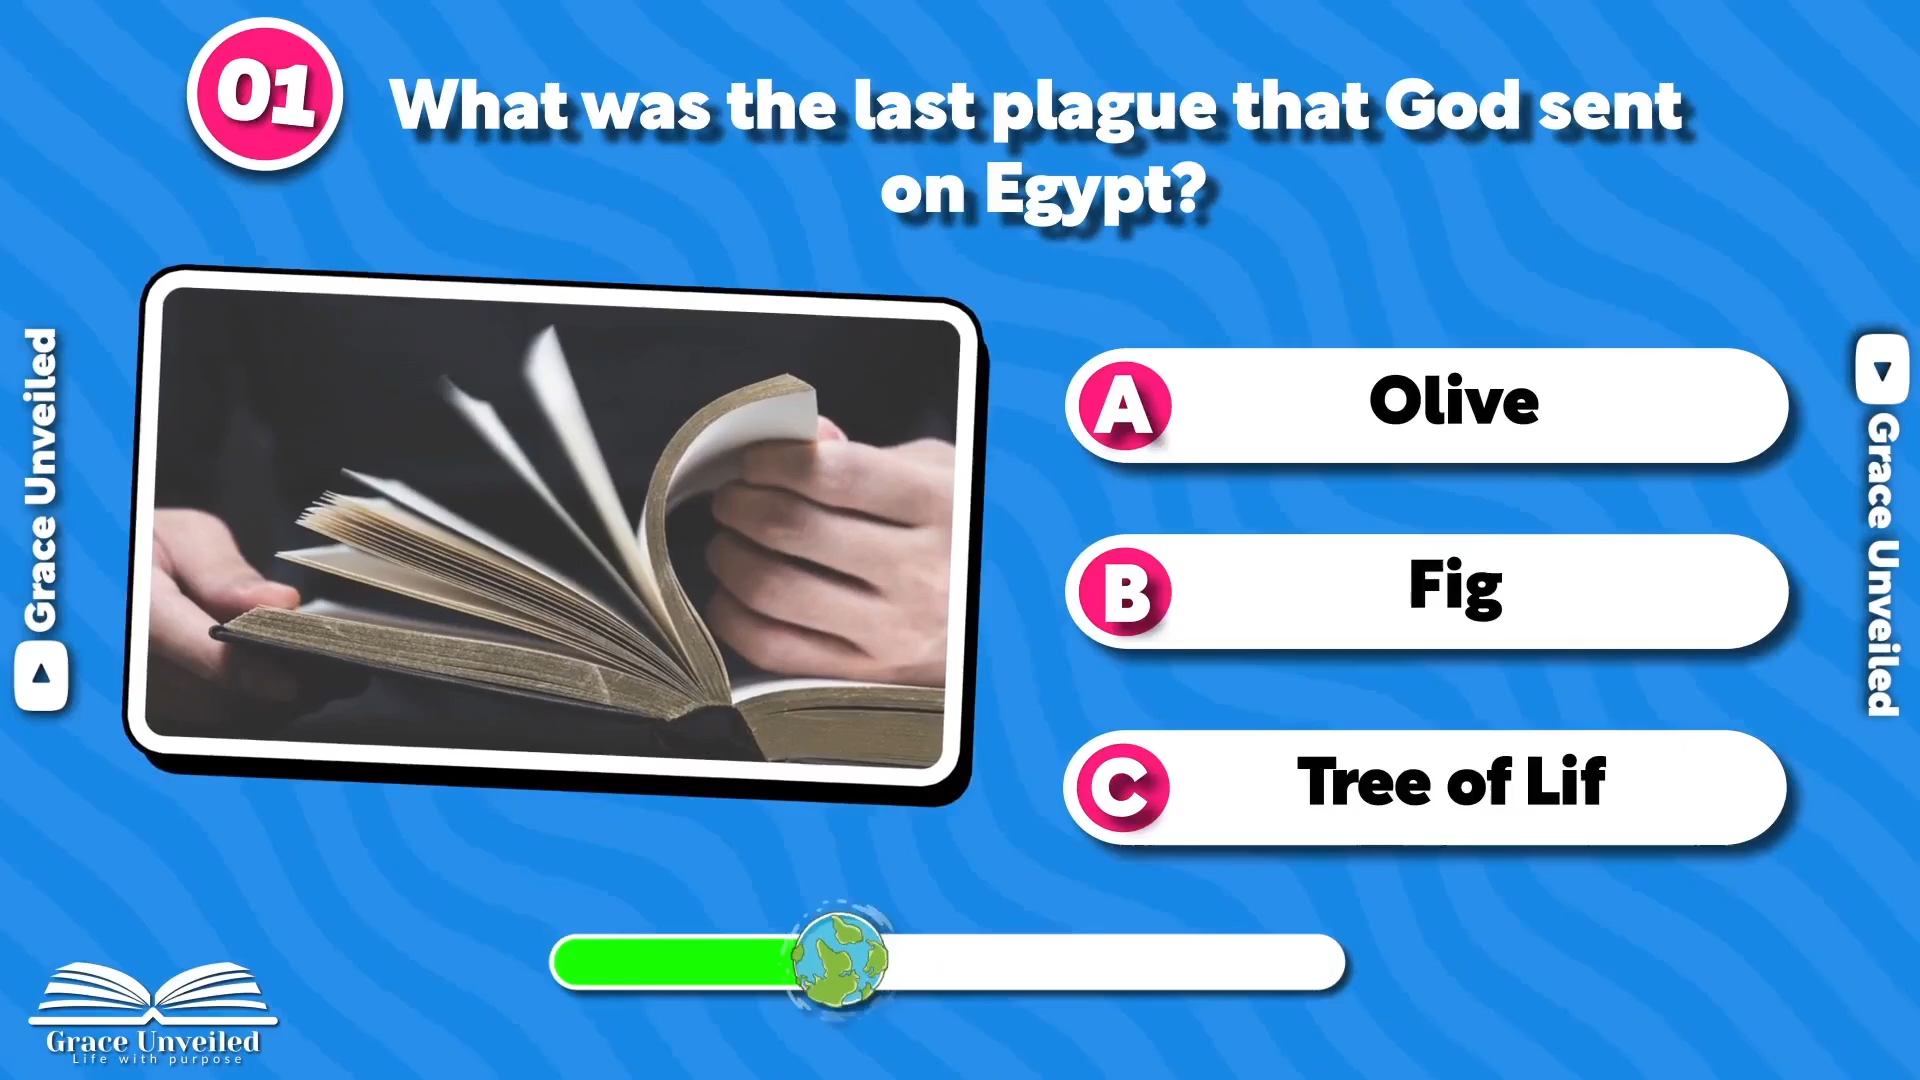 01
What was the last plague that God sent
on Egypt?
A
Olive
B
Fig
C
Tree of Lif
Grace Unveiled
Grace Unveiled
Grace Unveiled
Life with purpose